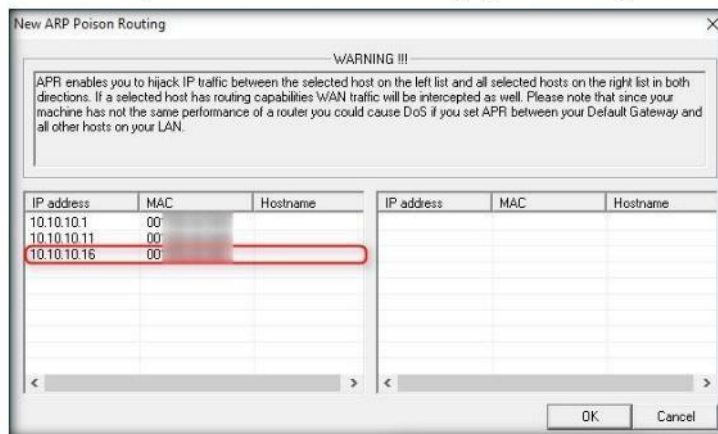 New ARP Poison Routing
WARNING !!!
APR enables you to hijack IP traffic between the selected host on the left list and all selected hosts on the right list in both
directions. If a selected host has routing capabilities WAN traffic will be intercepted as well. Please note that since your
machine has not the same performance of a router you could cause DoS if you set APR between your Default Gateway and
all other hosts on your LAN.
IP address MAC Hostname IP address MAC Hostname
10.10.10.1 00
10.10.10.11 00
10.10.10.16 00
OK Cancel